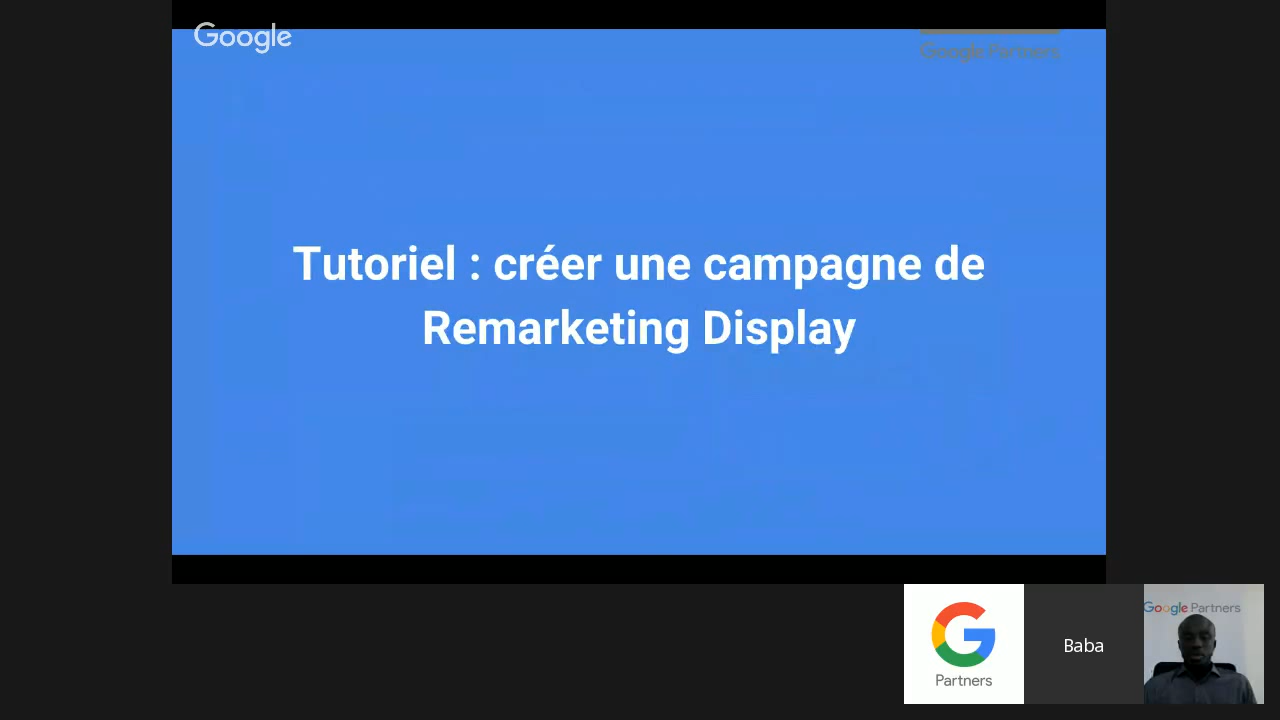 Google
Google Partners
Tutoriel : créer une campagne de
Remarketing Display
Partners
Baba
Google Partners